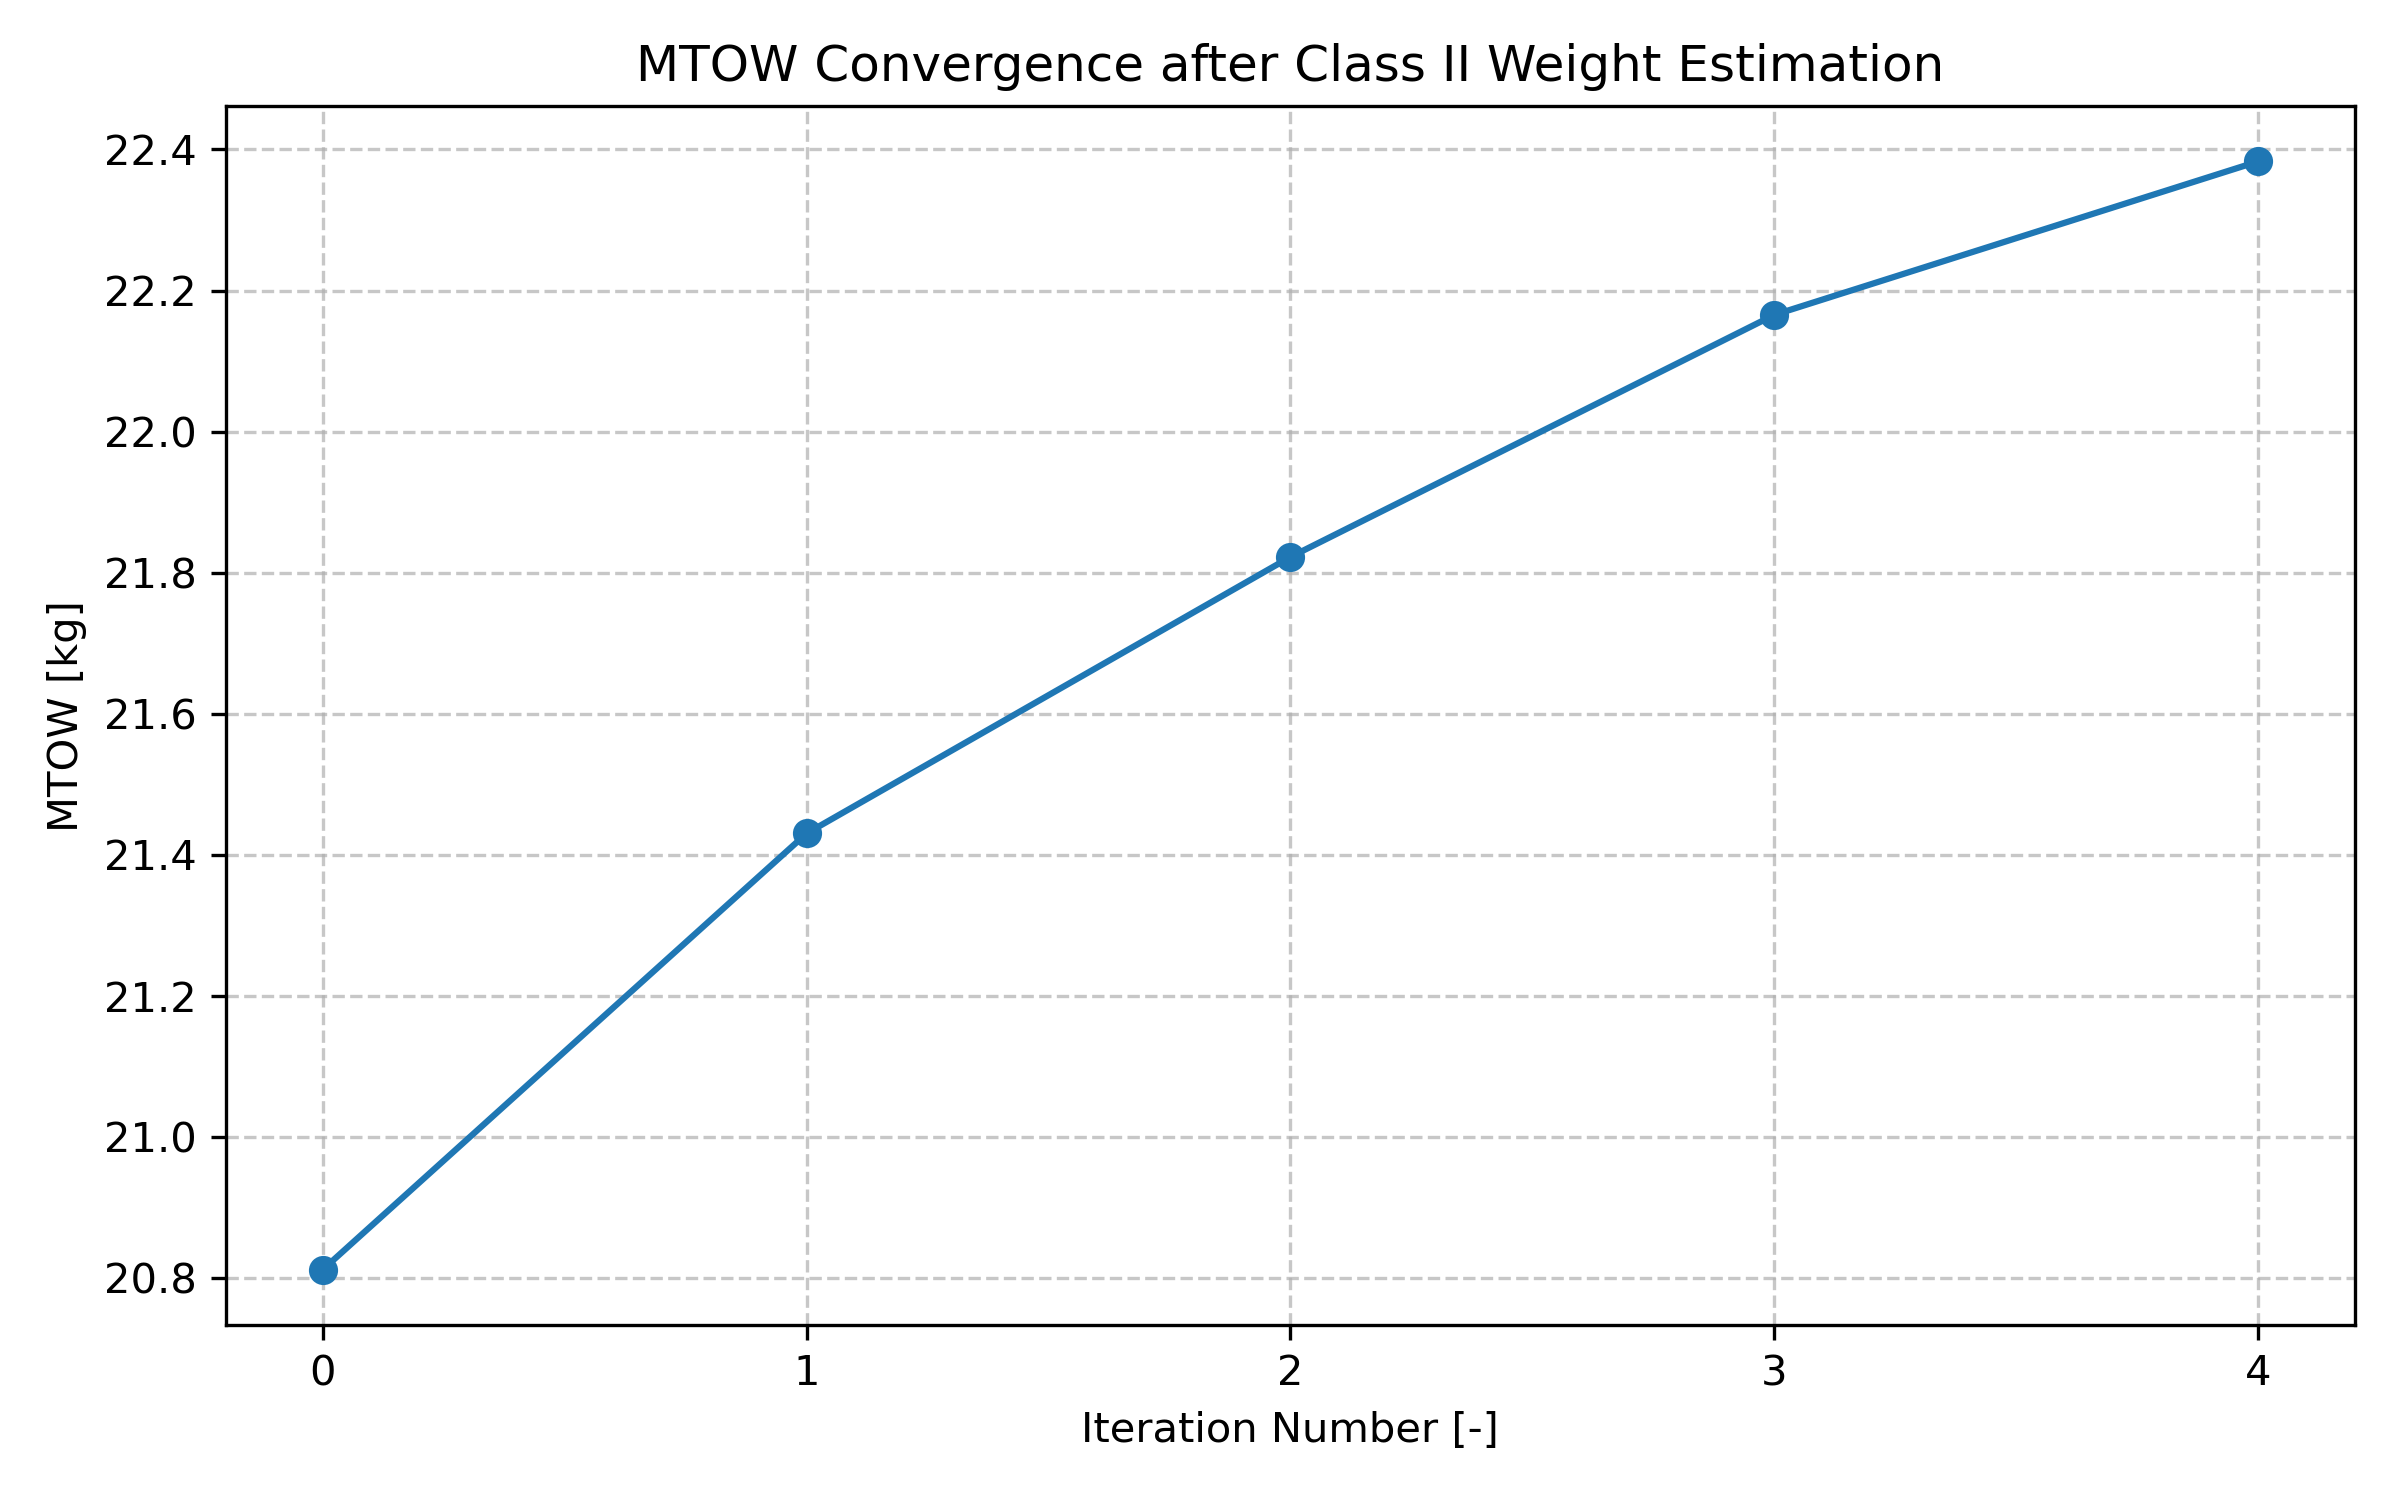 MTOW Convergence after Class II Weight Estimation
22.4
22.2
22.0
21.8
21.6
21.4
21.2
21.0
20.8
MTOW [kg]
0 1 2 3 4
Iteration Number [-]